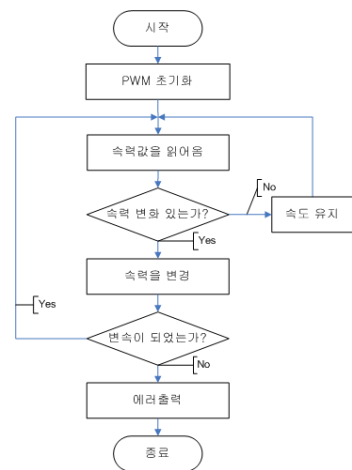 시작
PWM 초기화
속력값을 읽어옴
속력 변화 있는가?
No
속도 유지
Yes
속력을 변경
Yes
변속이 되었는가?
No
에러출력
종료